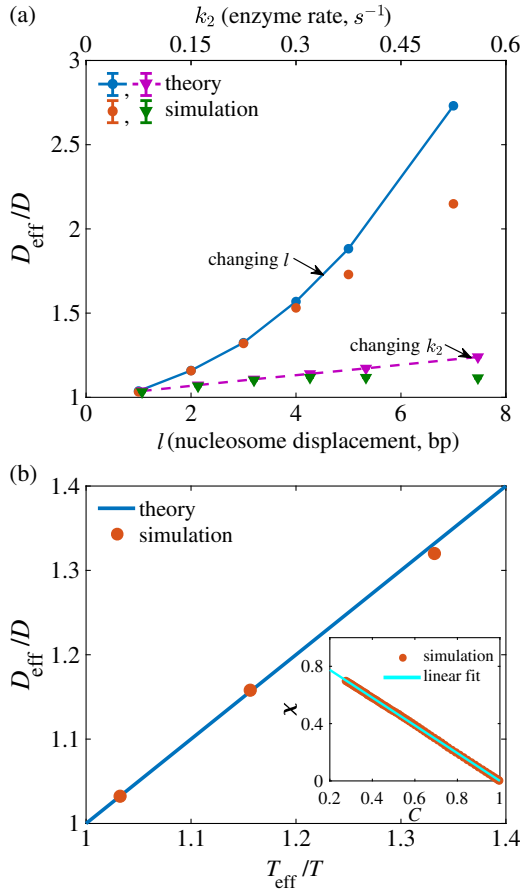 (a)
k₂ (enzyme rate, s⁻¹)
0 0.15 0.3 0.45 0.6
3
2.5
2
1.5
1
D_eff/D
, theory
, simulation
changing l
changing k₂
0 2 4 6 8
l (nucleosome displacement, bp)
(b)
1.4
1.3
1.2
1.1
1
D_eff/D
theory
simulation
0.8
0.4
0
χ
simulation
linear fit
0.2 0.4 0.6 0.8 1
C
1 1.1 1.2 1.3 1.4
T_eff/T